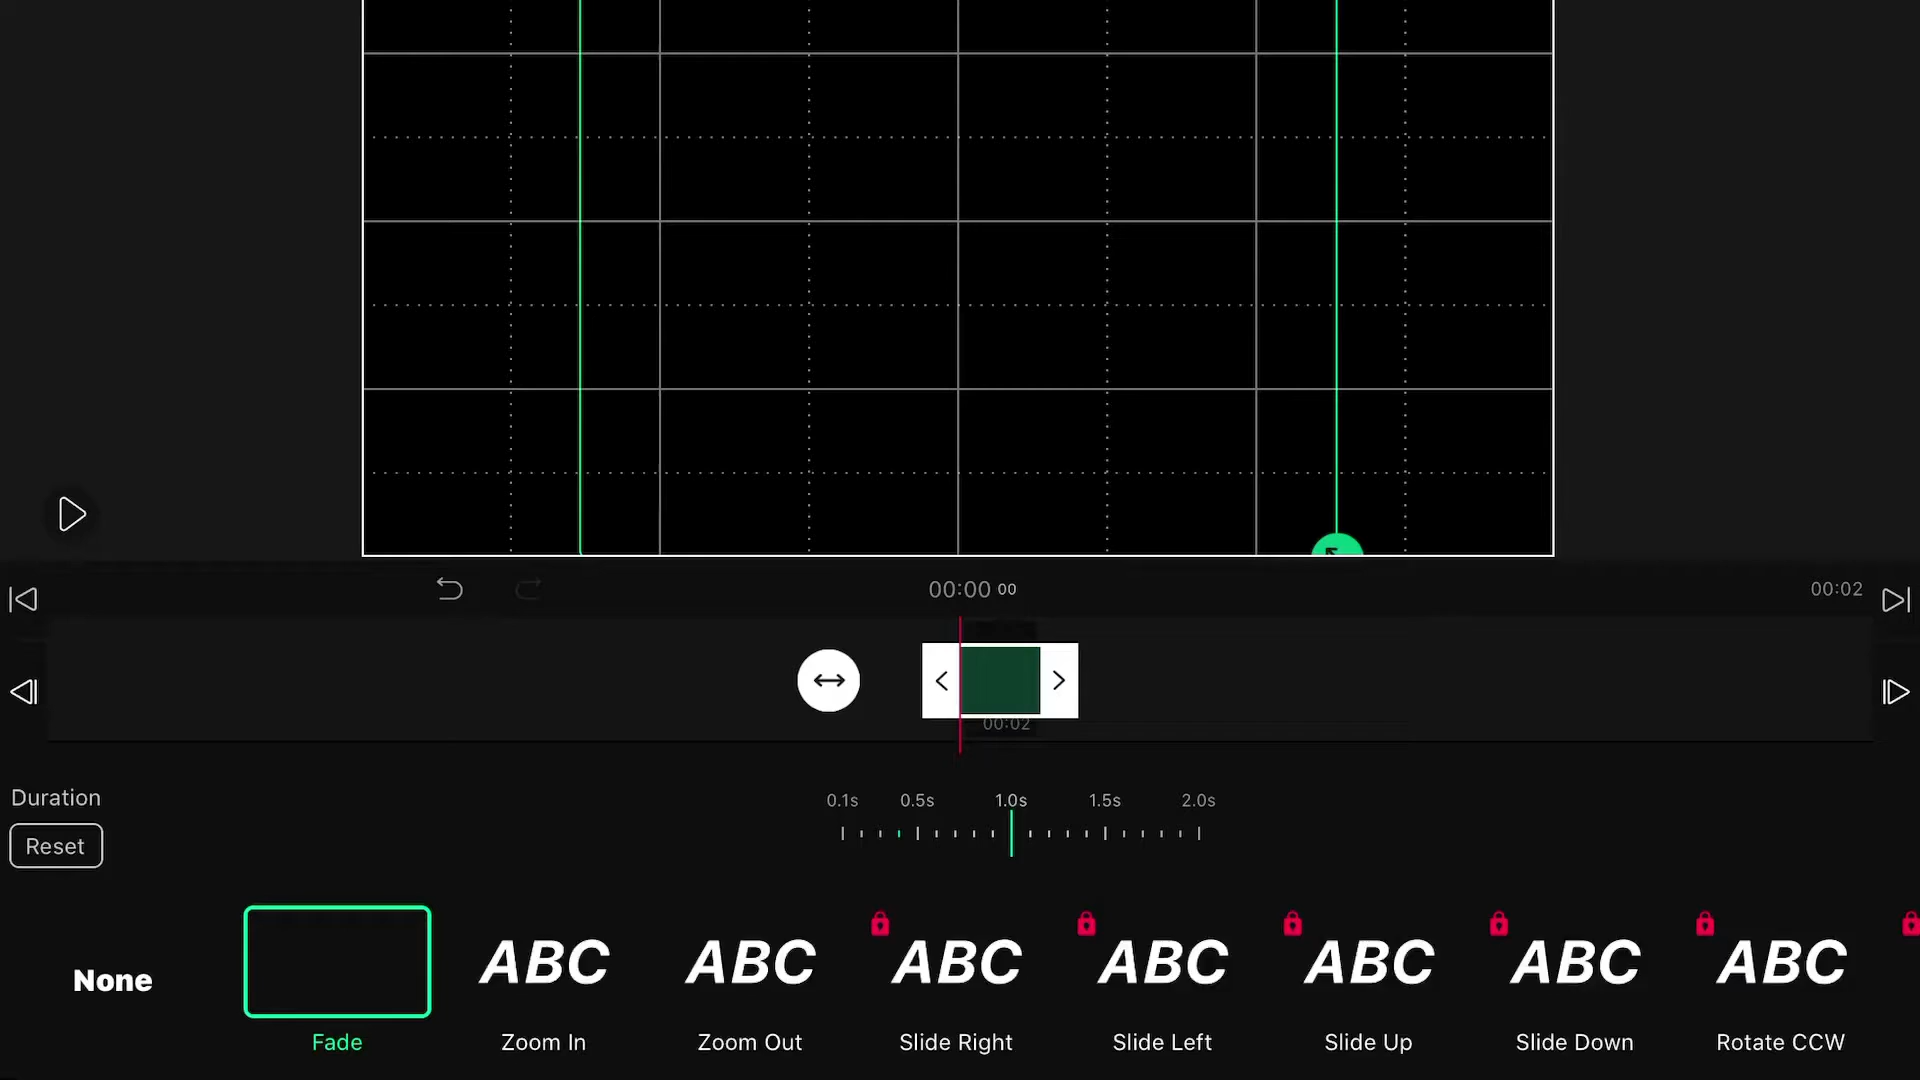 00:00 00
00:02
00:02
Duration
0.1s 0.5s 1.0s 1.5s 2.0s
Reset
ABC ABC ABC ABC ABC ABC ABC
None
Fade Zoom In Zoom Out Slide Right Slide Left Slide Up Slide Down Rotate CCW